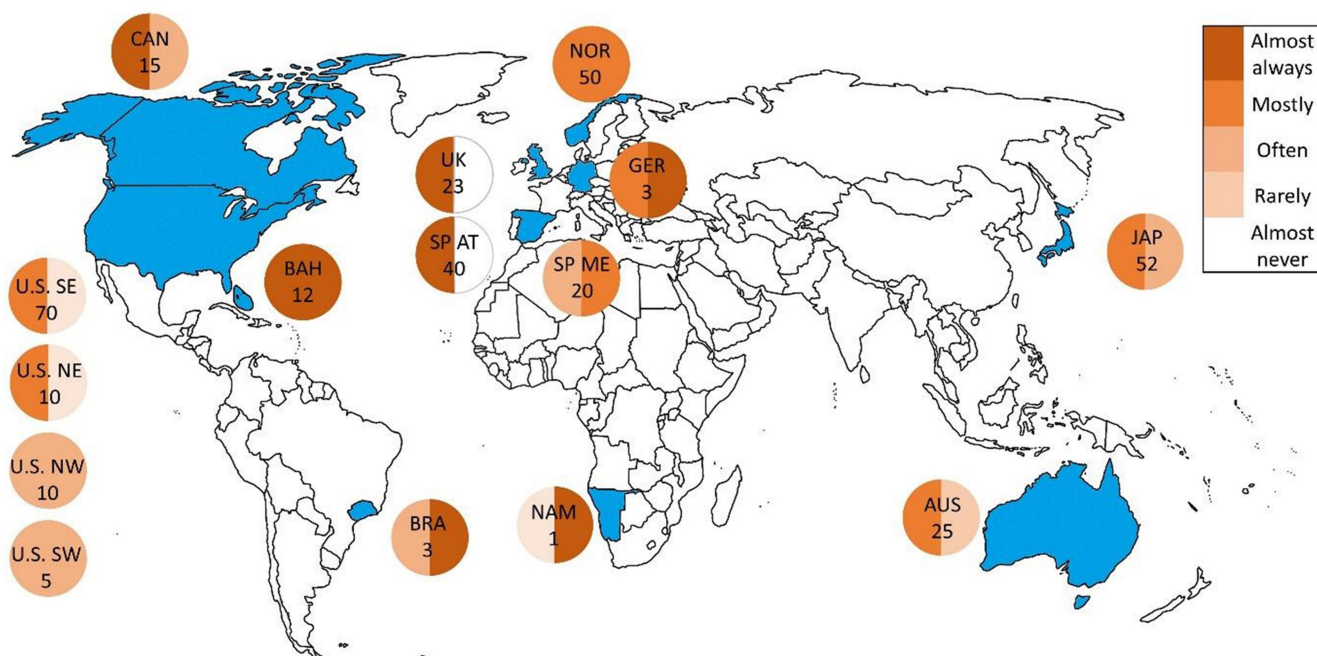 CAN
15
NOR
50
UK
23
GER
3
SP AT
40
SP ME
20
JAP
52
BAH
12
U.S. SE
70
U.S. NE
10
U.S. NW
10
U.S. SW
5
BRA
3
NAM
1
AUS
25
Almost
always
Mostly
Often
Rarely
Almost
never